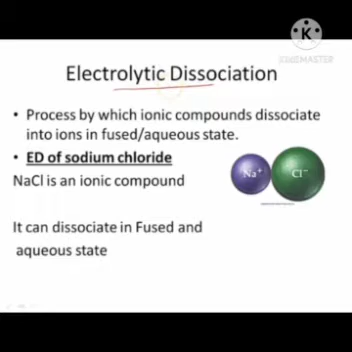 K
KINEMASTER
Electrolytic Dissociation
• Process by which ionic compounds dissociate
into ions in fused/aqueous state.
• ED of sodium chloride
NaCl is an ionic compound
Na⁺ Cl⁻
It can dissociate in Fused and
aqueous state